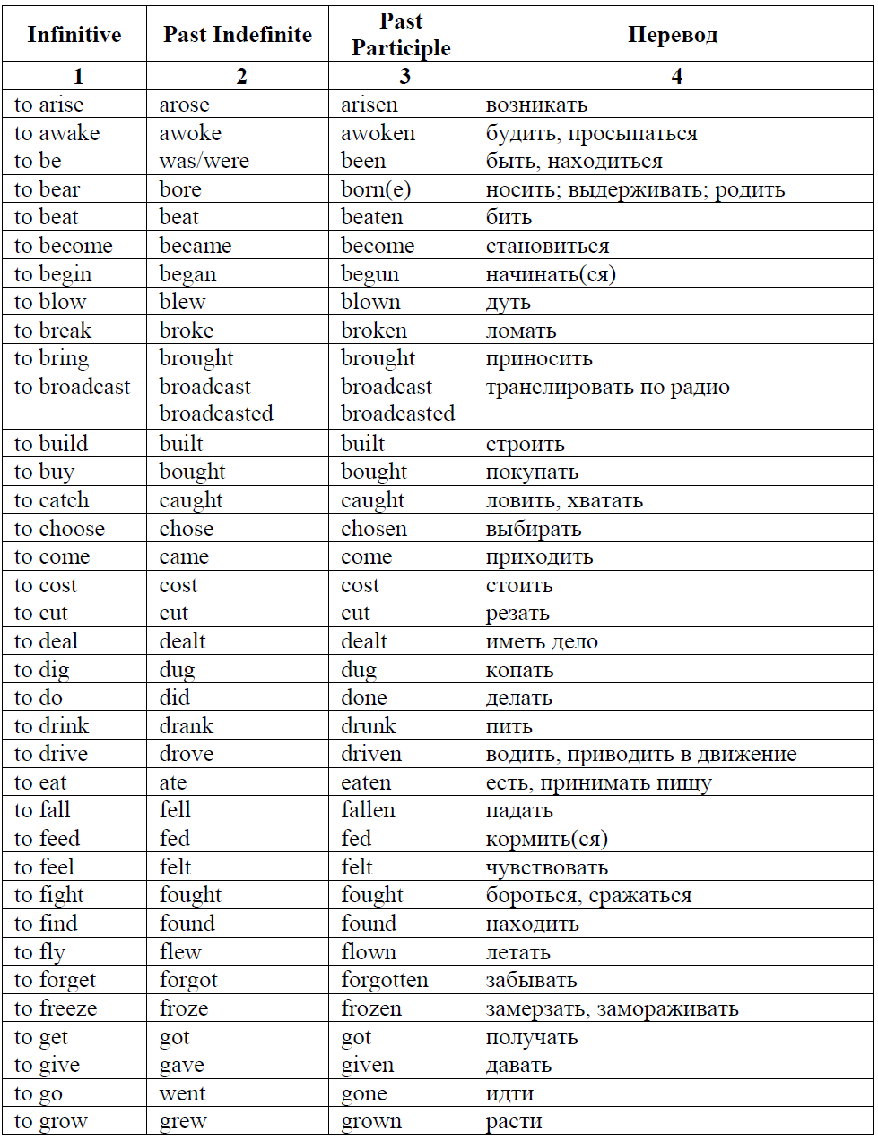 Infinitive Past Indefinite Past Participle Перевод
1 2 3 4
to arise arose arisen возникать
to awake awoke awoken будить, просыпаться
to be was/were been быть, находиться
to bear bore born(e) носить; выдерживать; родить
to beat beat beaten бить
to become became become становиться
to begin began begun начинать(ся)
to blow blew blown дуть
to break broke broken ломать
to bring brought brought приносить
to broadcast broadcast broadcast транслировать по радио
broadcasted broadcasted
to build built built строить
to buy bought bought покупать
to catch caught caught ловить, хватать
to choose chose chosen выбирать
to come came come приходить
to cost cost cost стоить
to cut cut cut резать
to deal dealt dealt иметь дело
to dig dug dug копать
to do did done делать
to drink drank drunk пить
to drive drove driven водить, приводить в движение
to eat ate eaten есть, принимать пищу
to fall fell fallen падать
to feed fed fed кормить(ся)
to feel felt felt чувствовать
to fight fought fought бороться, сражаться
to find found found находить
to fly flew flown летать
to forget forgot forgotten забывать
to freeze froze frozen замерзать, замораживать
to get got got получать
to give gave given давать
to go went gone идти
to grow grew grown расти